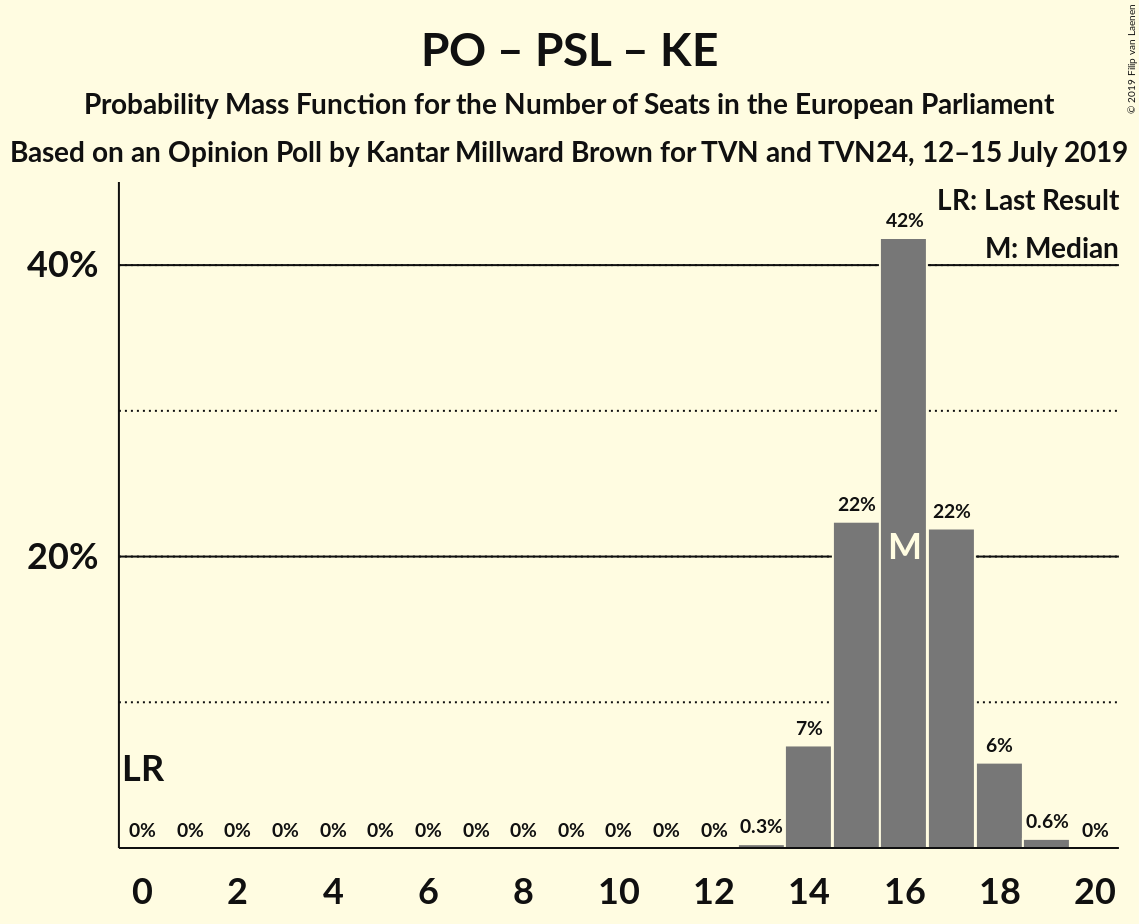 PO – PSL – KE
Probability Mass Function for the Number of Seats in the European Parliament
Based on an Opinion Poll by Kantar Millward Brown for TVN and TVN24, 12–15 July 2019
© 2019 Filip van Laenen
LR: Last Result
M: Median
40%
20%
42%
22%
22%
M
7%
6%
LR
0% 0% 0% 0% 0% 0% 0% 0% 0% 0% 0% 0% 0% 0.3% 0.6% 0%
0 2 4 6 8 10 12 14 16 18 20